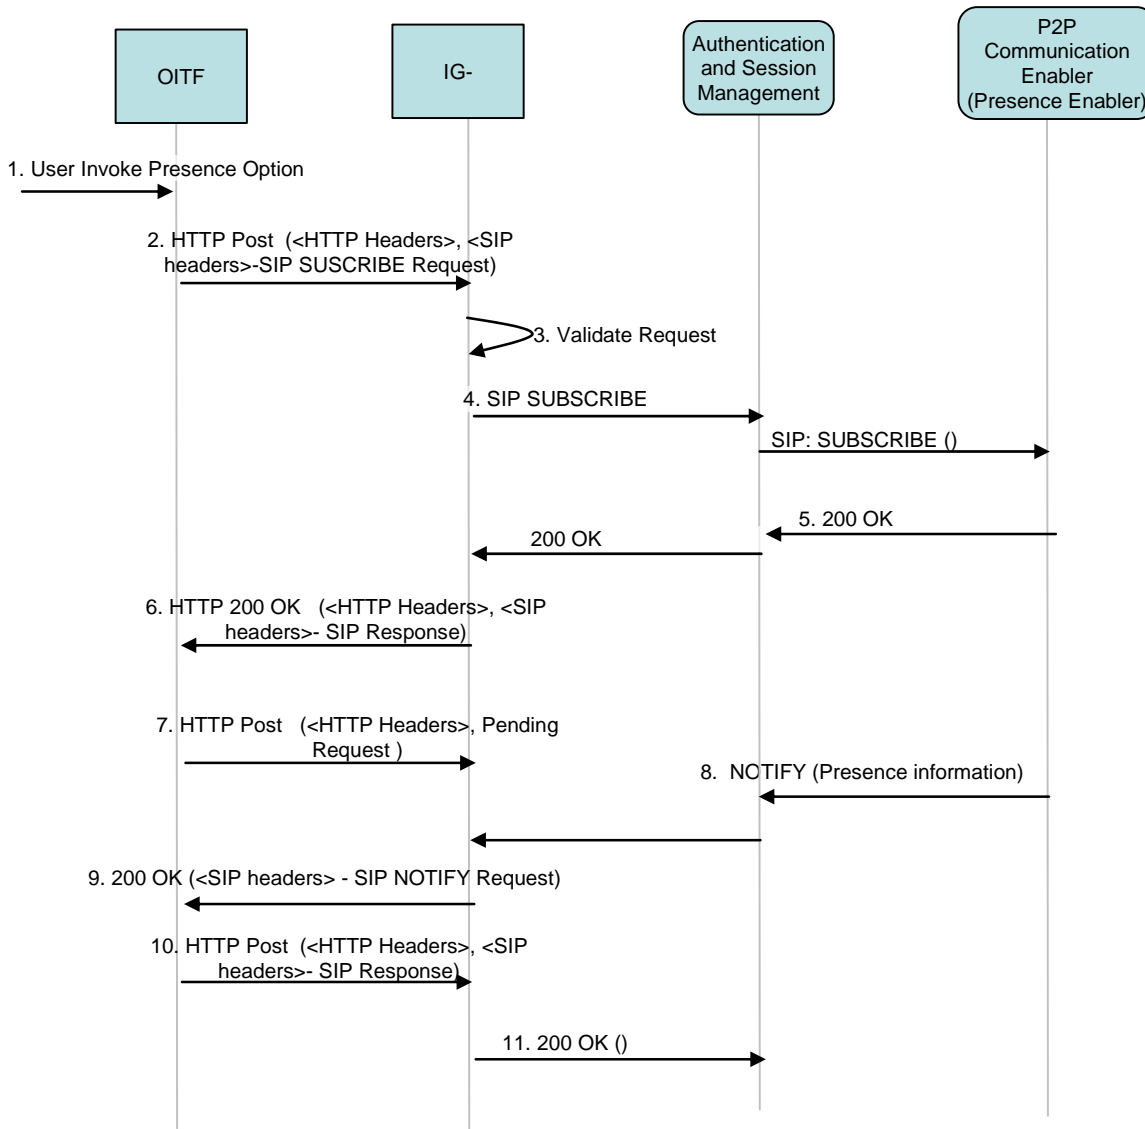 OITF
IG-
Authentication
and Session
Management
P2P
Communication
Enabler
(Presence Enabler)
1. User Invoke Presence Option
2. HTTP Post  (<HTTP Headers>, <SIP
headers>-SIP SUSCRIBE Request)
3. Validate Request
4. SIP SUBSCRIBE
SIP: SUBSCRIBE ()
5. 200 OK
200 OK
6. HTTP 200 OK   (<HTTP Headers>, <SIP
headers>- SIP Response)
7. HTTP Post   (<HTTP Headers>, Pending
Request )
8.  NOTIFY (Presence information)
9. 200 OK (<SIP headers> - SIP NOTIFY Request)
10. HTTP Post  (<HTTP Headers>, <SIP
headers>- SIP Response)
11. 200 OK ()